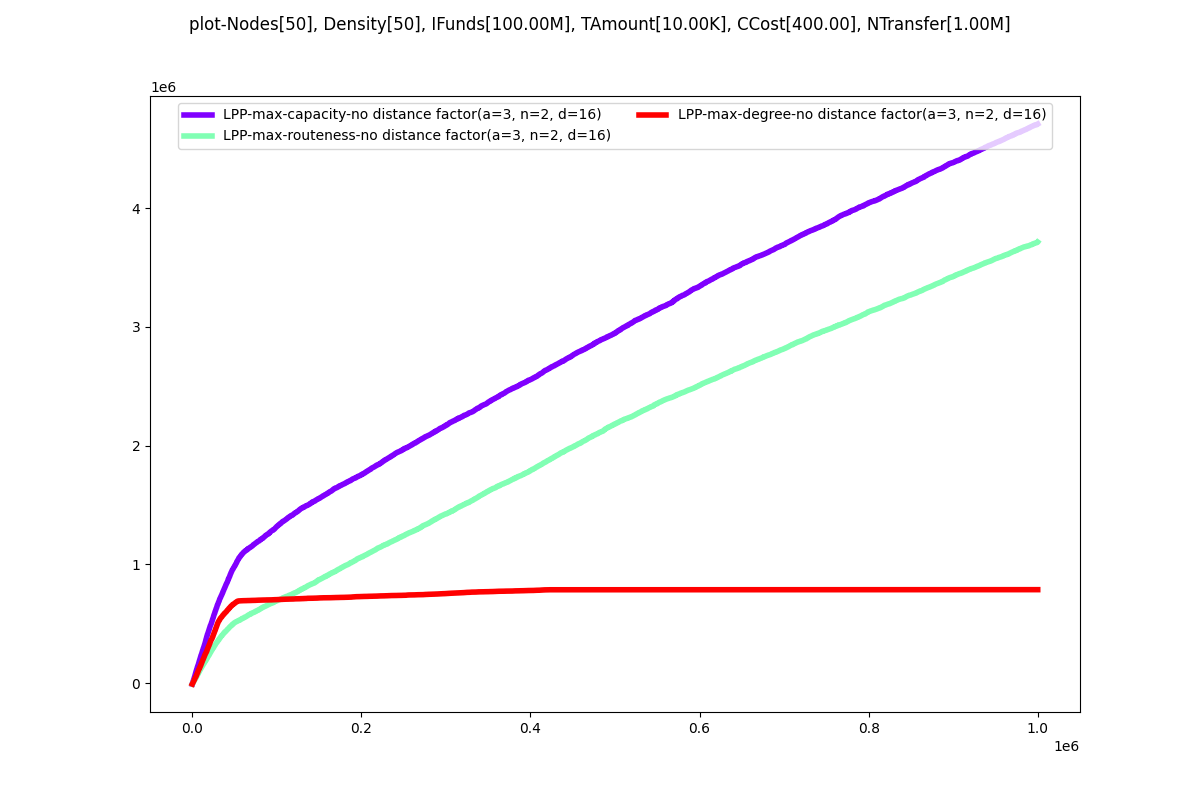 plot-Nodes[50], Density[50], IFunds[100.00M], TAmount[10.00K], CCost[400.00], NTransfer[1.00M]
1e6
LPP-max-capacity-no distance factor(a=3, n=2, d=16)
LPP-max-routeness-no distance factor(a=3, n=2, d=16)
LPP-max-degree-no distance factor(a=3, n=2, d=16)
4
3
2
1
0
0.0 0.2 0.4 0.6 0.8 1.0
1e6